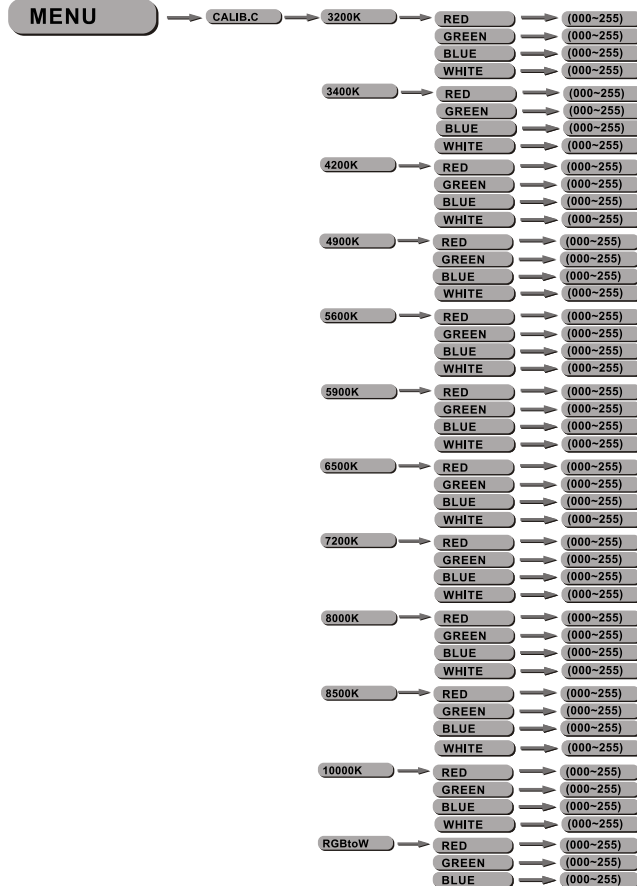 MENU CALIB.C 3200K RED (000~255)
GREEN (000~255)
BLUE (000~255)
WHITE (000~255)
3400K RED (000~255)
GREEN (000~255)
BLUE (000~255)
WHITE (000~255)
4200K RED (000~255)
GREEN (000~255)
BLUE (000~255)
WHITE (000~255)
4900K RED (000~255)
GREEN (000~255)
BLUE (000~255)
WHITE (000~255)
5600K RED (000~255)
GREEN (000~255)
BLUE (000~255)
WHITE (000~255)
5900K RED (000~255)
GREEN (000~255)
BLUE (000~255)
WHITE (000~255)
6500K RED (000~255)
GREEN (000~255)
BLUE (000~255)
WHITE (000~255)
7200K RED (000~255)
GREEN (000~255)
BLUE (000~255)
WHITE (000~255)
8000K RED (000~255)
GREEN (000~255)
BLUE (000~255)
WHITE (000~255)
8500K RED (000~255)
GREEN (000~255)
BLUE (000~255)
WHITE (000~255)
10000K RED (000~255)
GREEN (000~255)
BLUE (000~255)
WHITE (000~255)
RGBtoW RED (000~255)
GREEN (000~255)
BLUE (000~255)